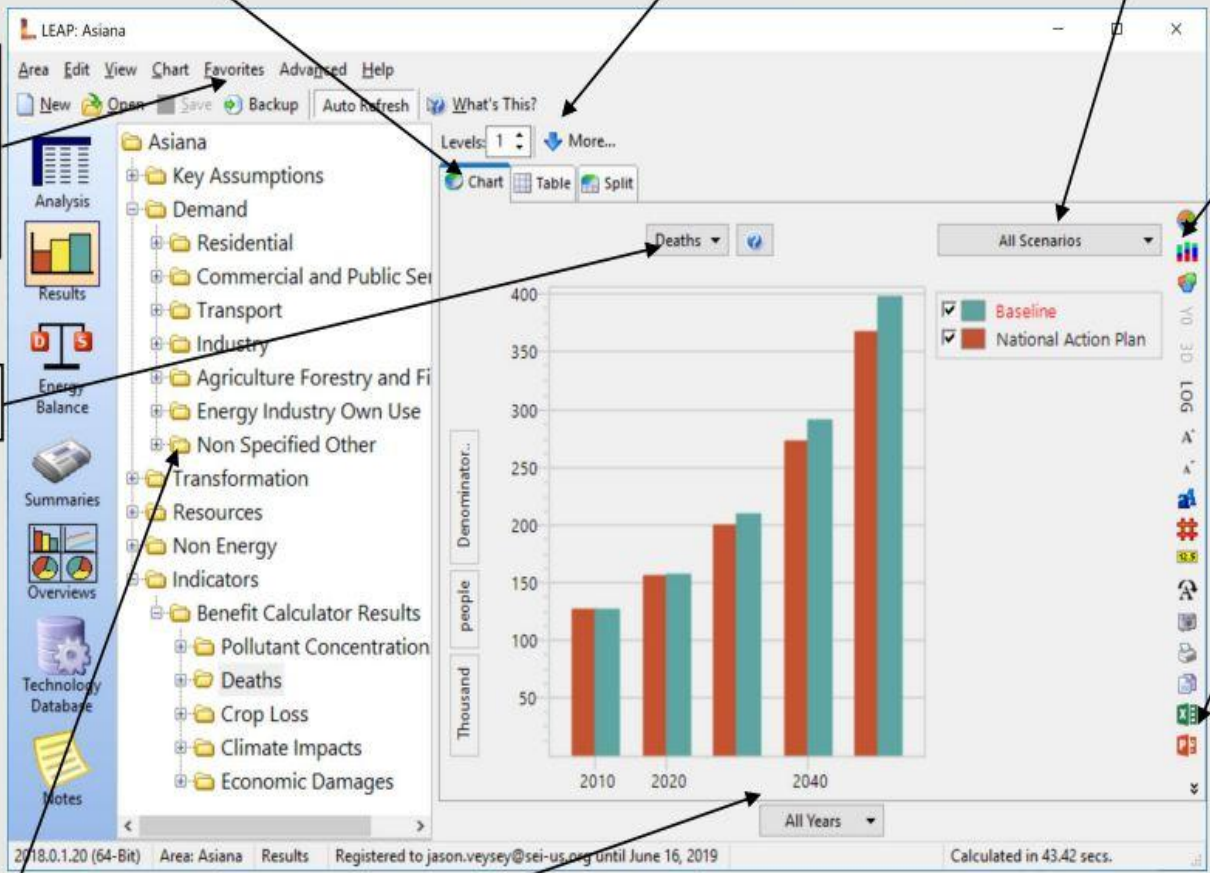 LEAP: Asiana
Area Edit View Chart Favorites Advanced Help
New Open Save Backup Auto Refresh What's This?
Analysis
Results
Energy
Balance
Summaries
Overviews
Technology
Database
Notes
Asiana
Key Assumptions
Demand
Residential
Commercial and Public Ser
Transport
Industry
Agriculture Forestry and Fi
Energy Industry Own Use
Non Specified Other
Transformation
Resources
Non Energy
Indicators
Benefit Calculator Results
Pollutant Concentration
Deaths
Crop Loss
Climate Impacts
Economic Damages
Levels: 1 More...
Chart Table Split
Deaths
All Scenarios
Baseline
National Action Plan
Denominator..
people
Thousand
400
350
300
250
200
150
100
50
2010 2020 2040
All Years
Y0
3D
LOG
A
A
a4
12.5
2018.0.1.20 (64-Bit) Area: Asiana Results Registered to jason.veysey@sei-us.org until June 16, 2019 Calculated in 43.42 secs.